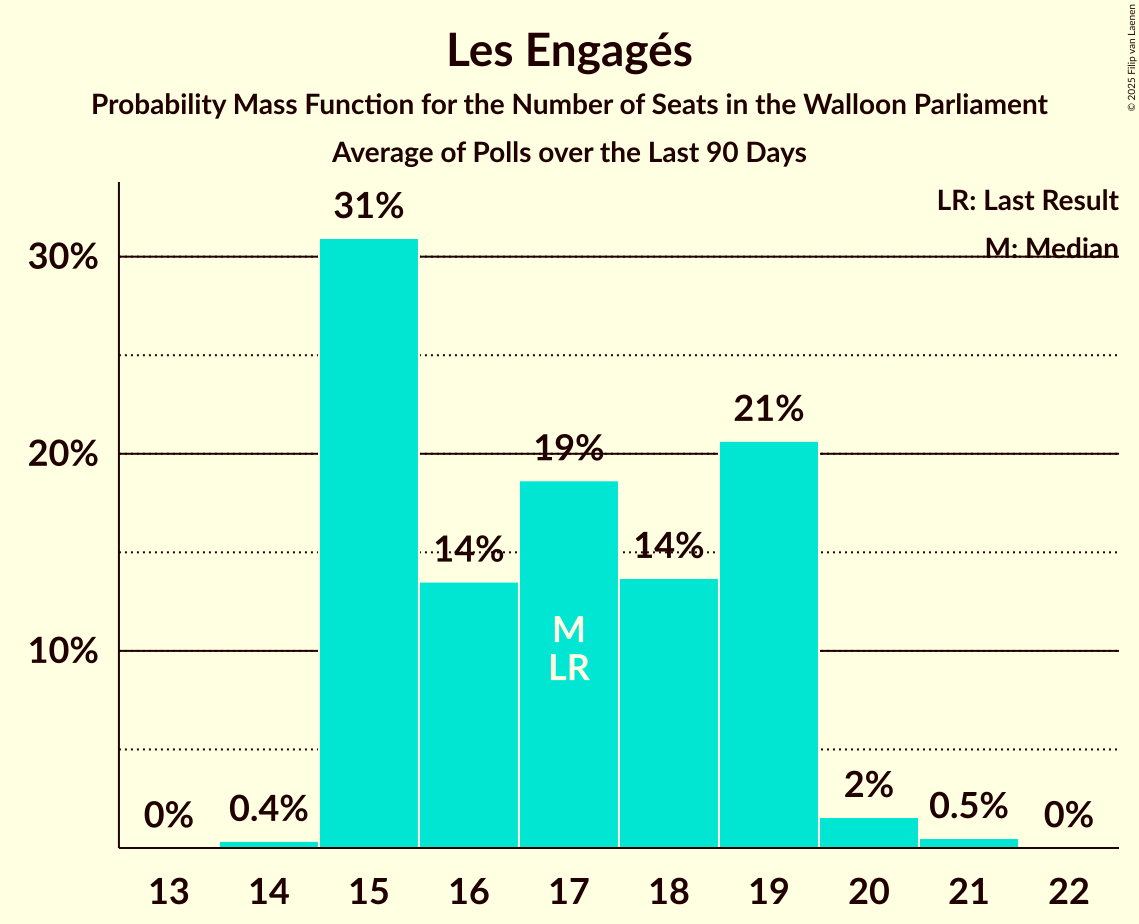 Les Engagés
Probability Mass Function for the Number of Seats in the Walloon Parliament
Average of Polls over the Last 90 Days
© 2025 Filip van Laenen
LR: Last Result
M: Median
30%
20%
10%
0%
0.4%
31%
14%
19%
14%
21%
2%
0.5%
0%
M
LR
13 14 15 16 17 18 19 20 21 22